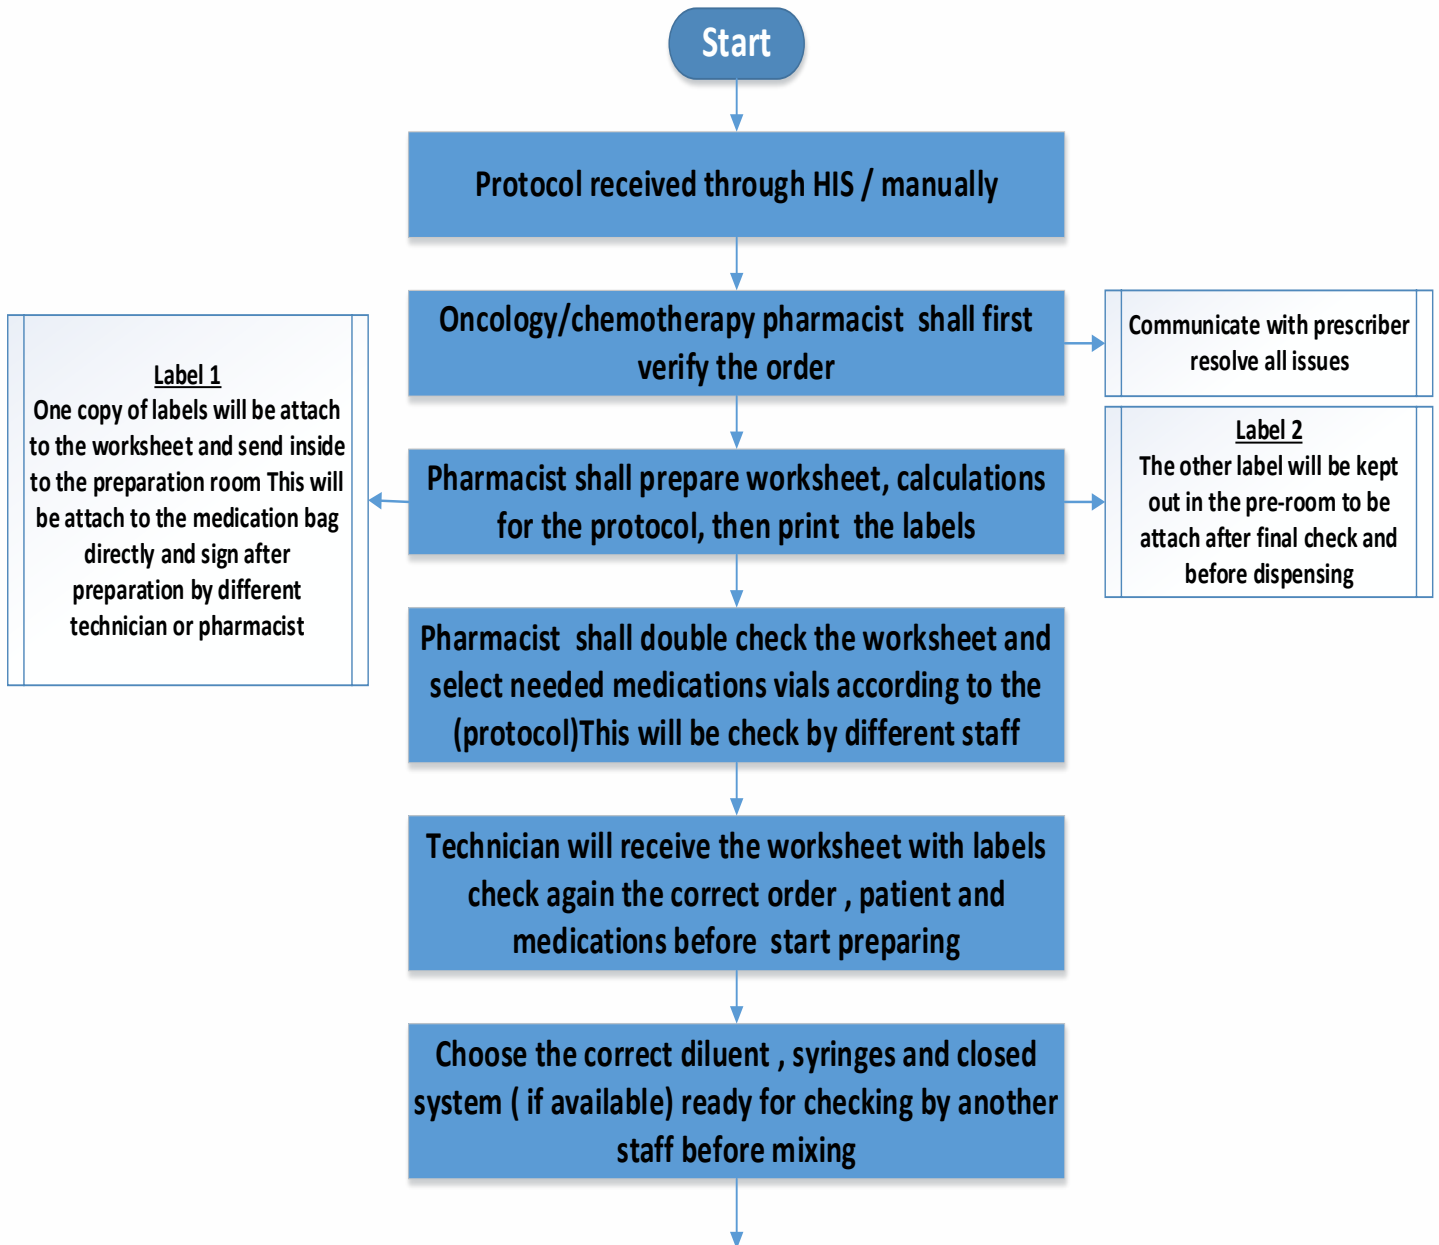 Start
Protocol received through HIS / manually
Oncology/chemotherapy pharmacist shall first
verify the order
Communicate with prescriber
resolve all issues
Label 1
One copy of labels will be attach
to the worksheet and send inside
to the preparation room This will
be attach to the medication bag
directly and sign after
preparation by different
technician or pharmacist
Pharmacist shall prepare worksheet, calculations
for the protocol, then print the labels
Label 2
The other label will be kept
out in the pre-room to be
attach after final check and
before dispensing
Pharmacist shall double check the worksheet and
select needed medications vials according to the
(protocol)This will be check by different staff
Technician will receive the worksheet with labels
check again the correct order , patient and
medications before start preparing
Choose the correct diluent , syringes and closed
system ( if available) ready for checking by another
staff before mixing